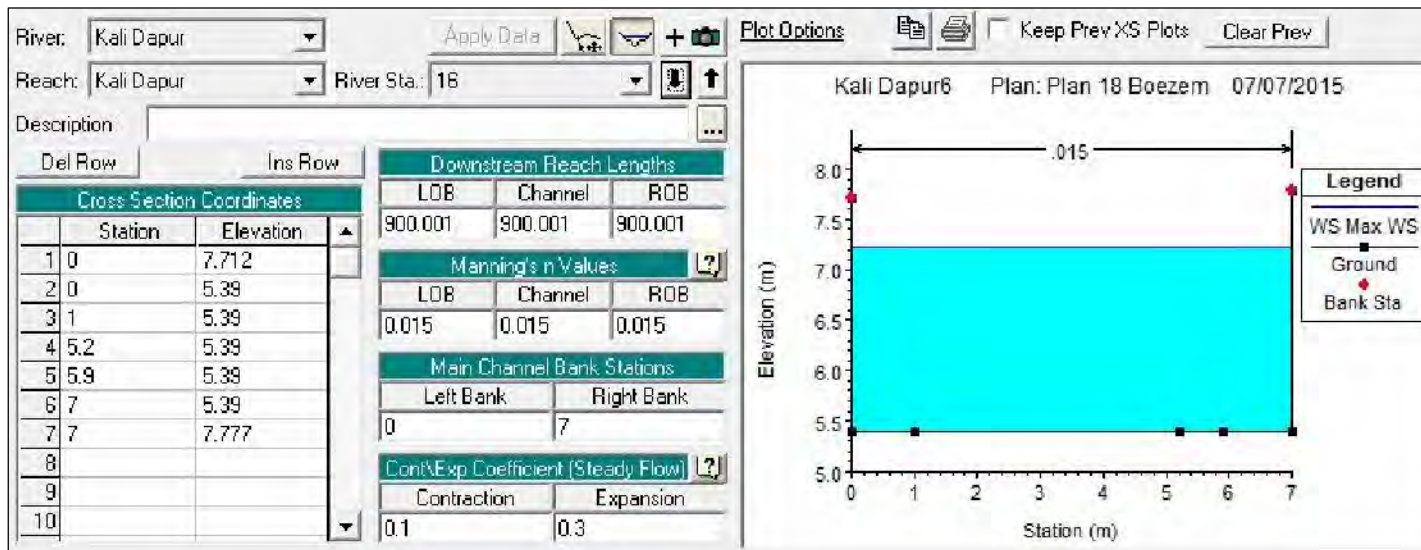 River: Kali Dapur Apply Data
Reach: Kali Dapur River Sta.: 16
Description
...
Del Row Ins Row
Cross Section Coordinates
Station Elevation
1 0 7.712
2 0 5.39
3 1 5.39
4 5.2 5.39
5 5.9 5.39
6 7 5.39
7 7 7.777
8
9
10
Downstream Reach Lengths
LOB Channel ROB
900.001 900.001 900.001
Manning's n Values ?
LOB Channel ROB
0.015 0.015 0.015
Main Channel Bank Stations
Left Bank Right Bank
0 7
Cont\Exp Coefficient (Steady Flow) ?
Contraction Expansion
0.1 0.3
Plot Options Keep Prev XS Plots Clear Prev
Kali Dapur6 Plan: Plan 18 Boezem 07/07/2015
.015
8.0
7.5
7.0
6.5
6.0
5.5
5.0
Elevation (m)
0 1 2 3 4 5 6 7
Station (m)
Legend
WS Max WS
Ground
Bank Sta